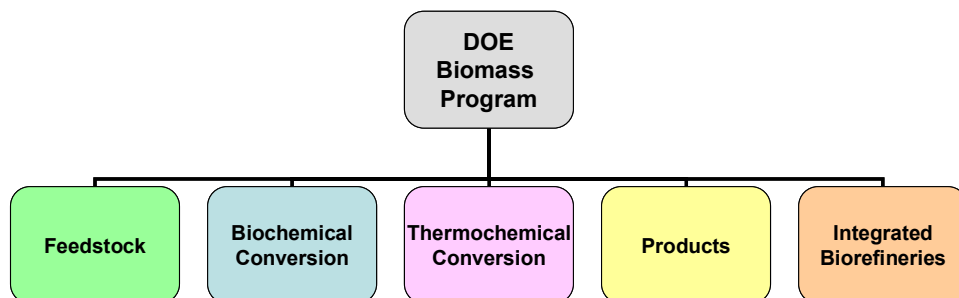 DOE
Biomass
Program
Feedstock
Biochemical
Conversion
Thermochemical
Conversion
Products
Integrated
Biorefineries